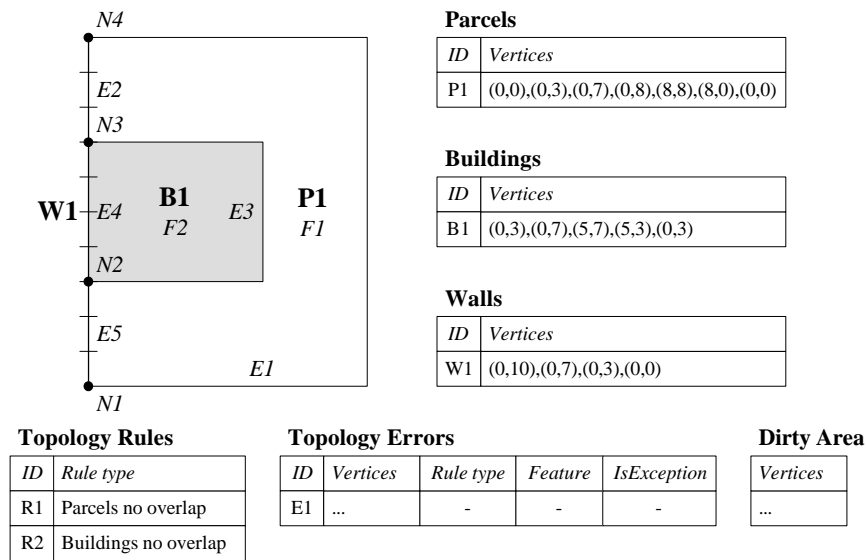 N4
E2
N3
W1
E4
B1
F2
E3
P1
F1
N2
E5
E1
N1
Parcels
ID Vertices
P1 (0,0),(0,3),(0,7),(0,8),(8,8),(8,0),(0,0)
Buildings
ID Vertices
B1 (0,3),(0,7),(5,7),(5,3),(0,3)
Walls
ID Vertices
W1 (0,10),(0,7),(0,3),(0,0)
Topology Rules
ID Rule type
R1 Parcels no overlap
R2 Buildings no overlap
Topology Errors
ID Vertices Rule type Feature IsException
E1 ... - - -
Dirty Area
Vertices
...